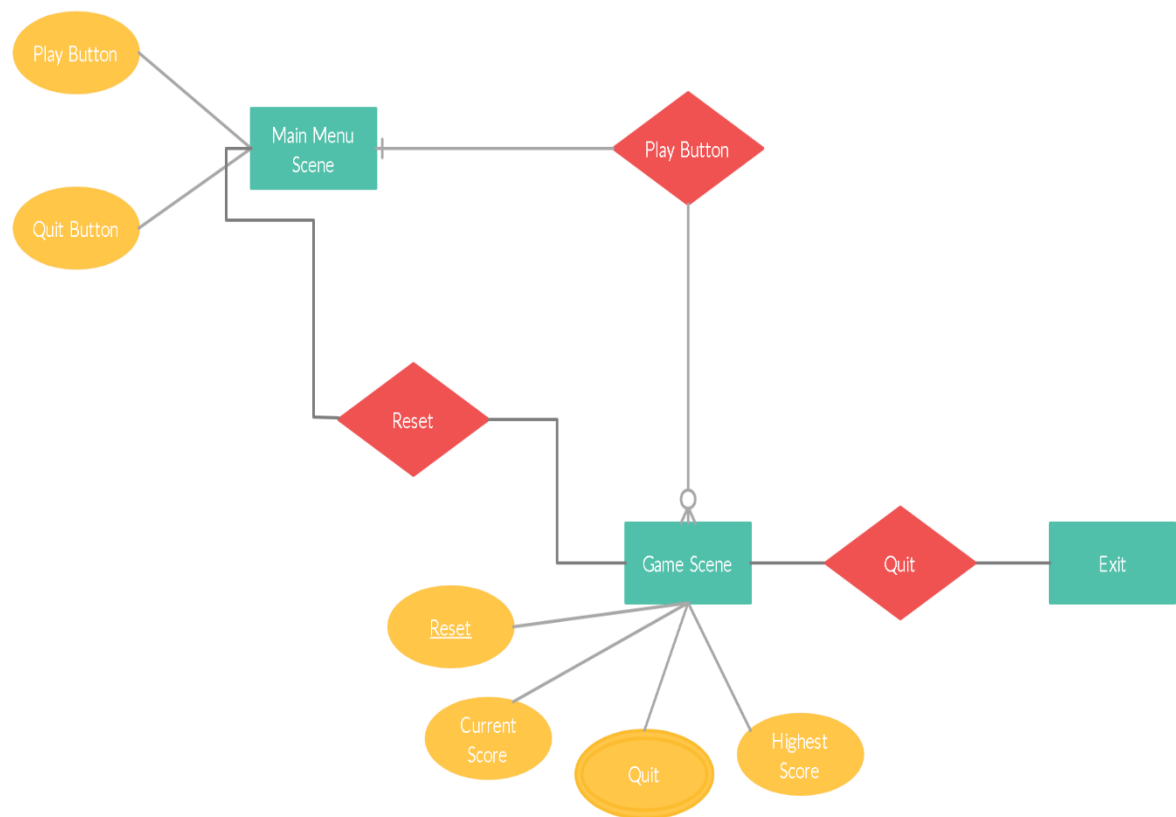 Play Button
Main Menu
Scene
Play Button
Quit Button
Reset
Game Scene
Quit
Exit
Reset
Current
Score
Quit
Highest
Score